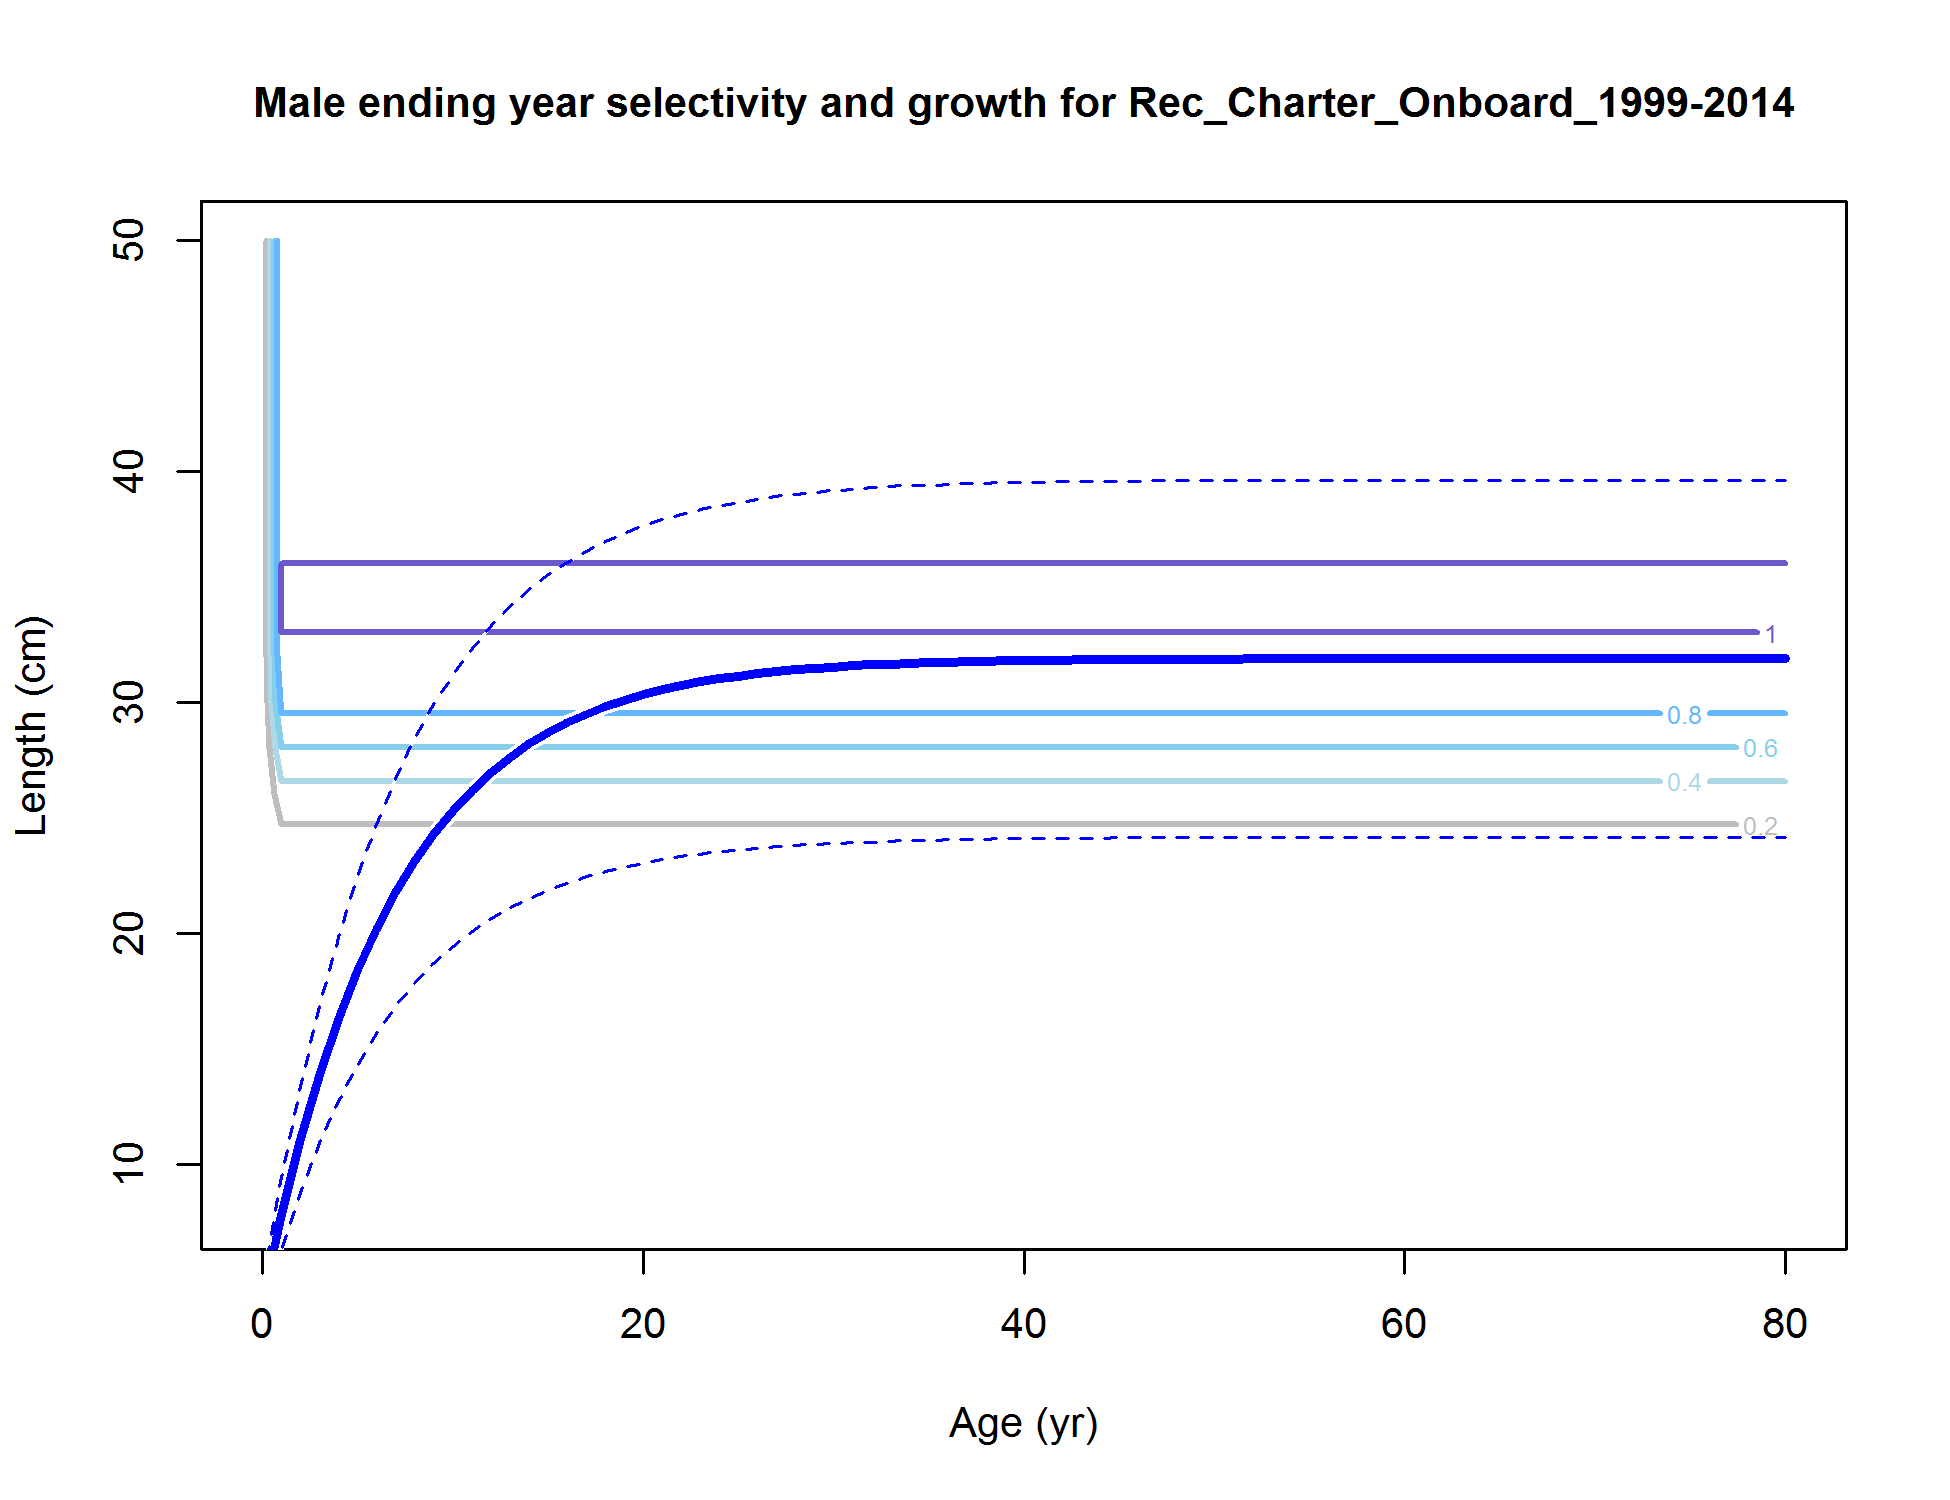 Male ending year selectivity and growth for Rec_Charter_Onboard_1999-2014
50
40
30
20
10
Length (cm)
1
0.8
0.6
0.4
0.2
0 20 40 60 80
Age (yr)